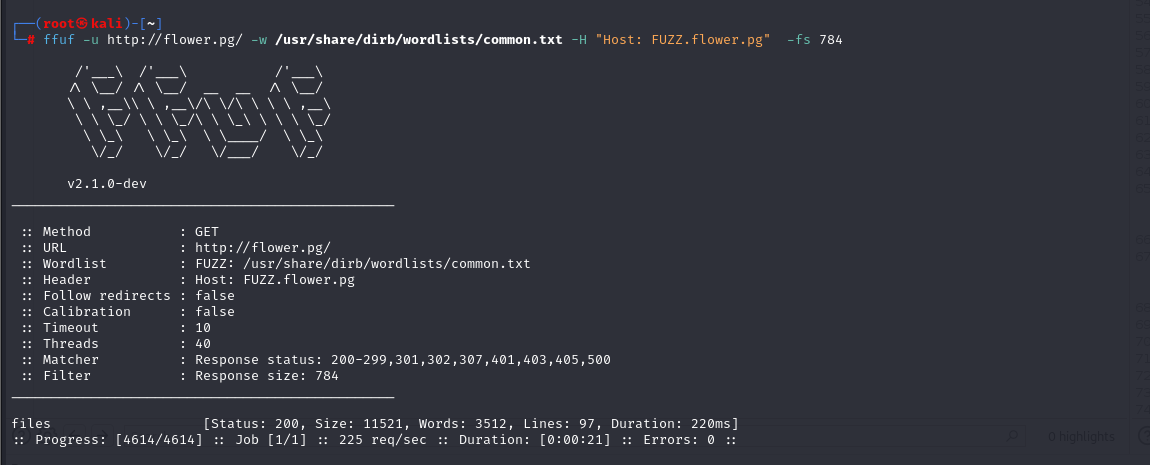 ┌──(root㉿kali)-[~]
└─# ffuf -u http://flower.pg/ -w /usr/share/dirb/wordlists/common.txt -H "Host: FUZZ.flower.pg"  -fs 784
v2.1.0-dev
:: Method : GET
:: URL : http://flower.pg/
:: Wordlist : FUZZ: /usr/share/dirb/wordlists/common.txt
:: Header : Host: FUZZ.flower.pg
:: Follow redirects : false
:: Calibration : false
:: Timeout : 10
:: Threads : 40
:: Matcher : Response status: 200-299,301,302,307,401,403,405,500
:: Filter : Response size: 784
files [Status: 200, Size: 11521, Words: 3512, Lines: 97, Duration: 220ms]
:: Progress: [4614/4614] :: Job [1/1] :: 225 req/sec :: Duration: [0:00:21] :: Errors: 0 ::
0 highlights